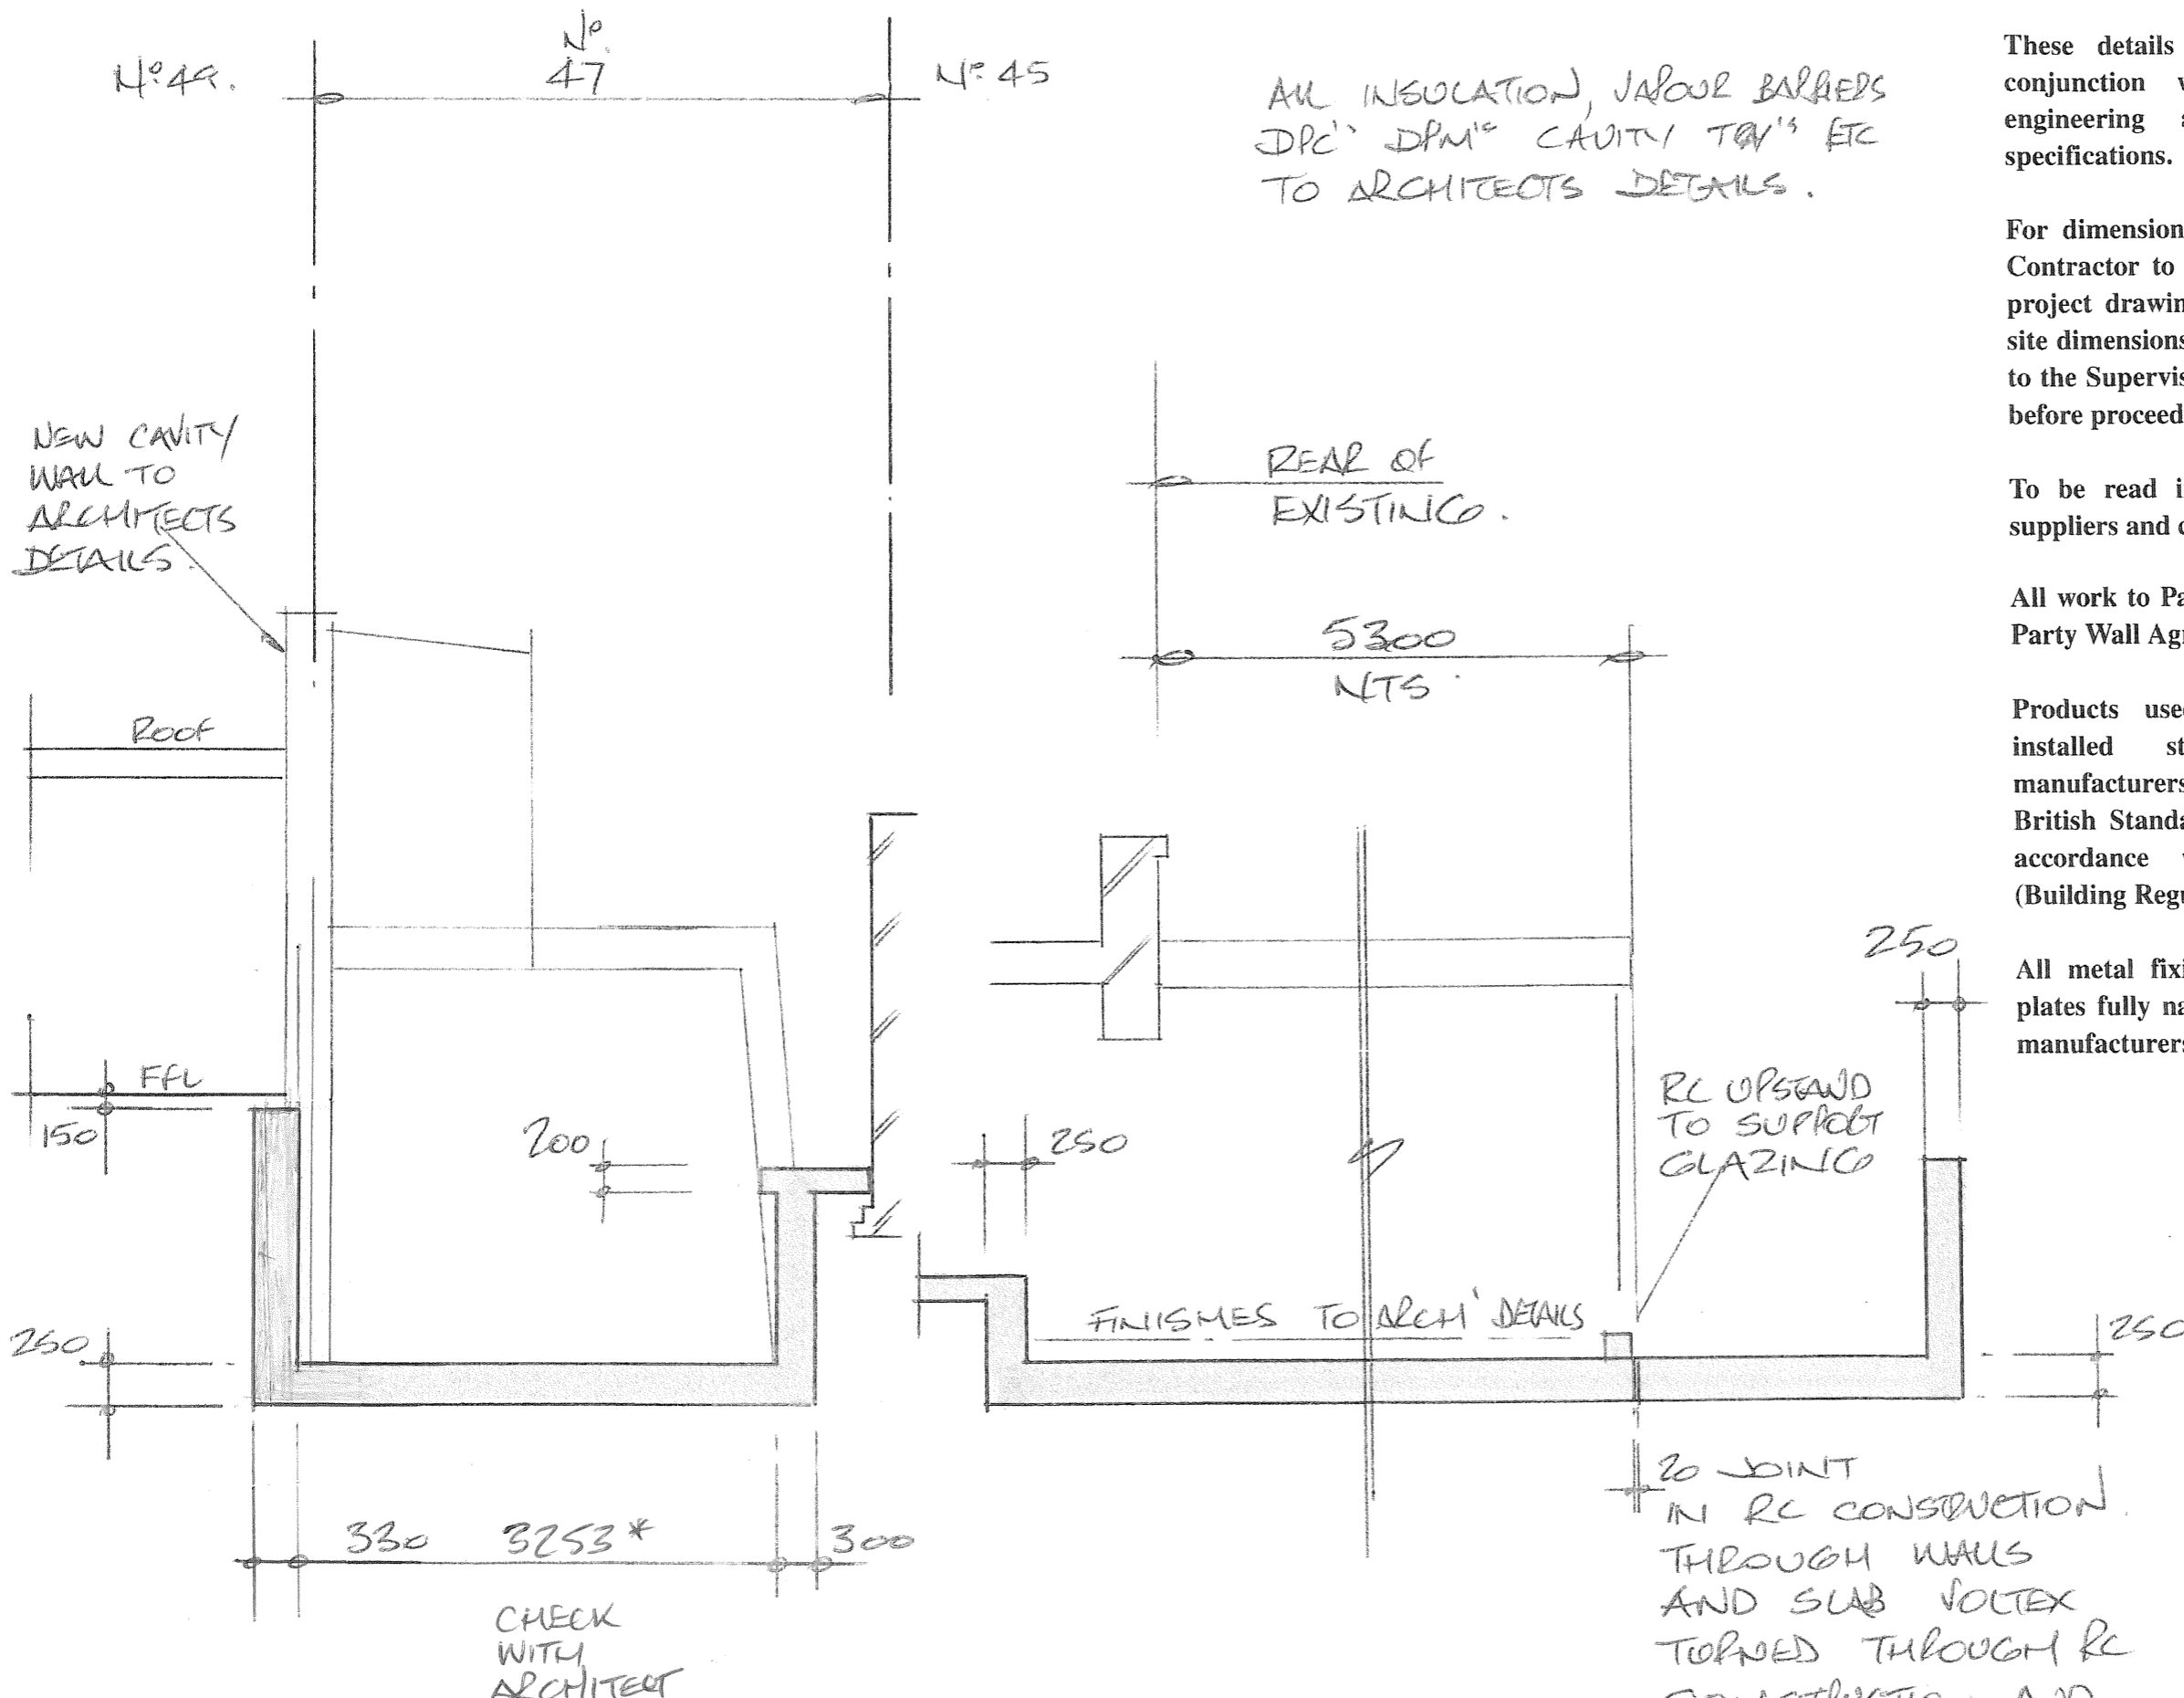 Nº 49.
Nº
47
Nº 45
ALL INSULATION, VAPOUR BARRIERS
DPC's DPM's CAVITY ETC
TO ARCHITECTS DETAILS.
NEW CAVITY
WALL TO
ARCHITECTS
DETAILS.
REAR OF
EXISTING.
5300
NTS.
ROOF
FFL
150
200
250
250
RC UPSTAND
TO SUPPORT
GLAZING
FINISHES TO ARCH' DETAILS
250
250
330 3253* 300
CHECK
WITH
ARCHITECT
20 JOINT
IN RC CONSTRUCTION.
THROUGH WALLS
AND SLAB VOLTEX
TURNED THROUGH RC
CONSTRUCTION AND
These details
conjunction
engineering
specifications.
For dimension
Contractor to
project drawin
site dimensions
to the Supervis
before proceed
To be read i
suppliers and
All work to Pa
Party Wall Ag
Products use
installed st
manufacturers
British Standa
accordance
(Building Regu
All metal fixi
plates fully na
manufacturers